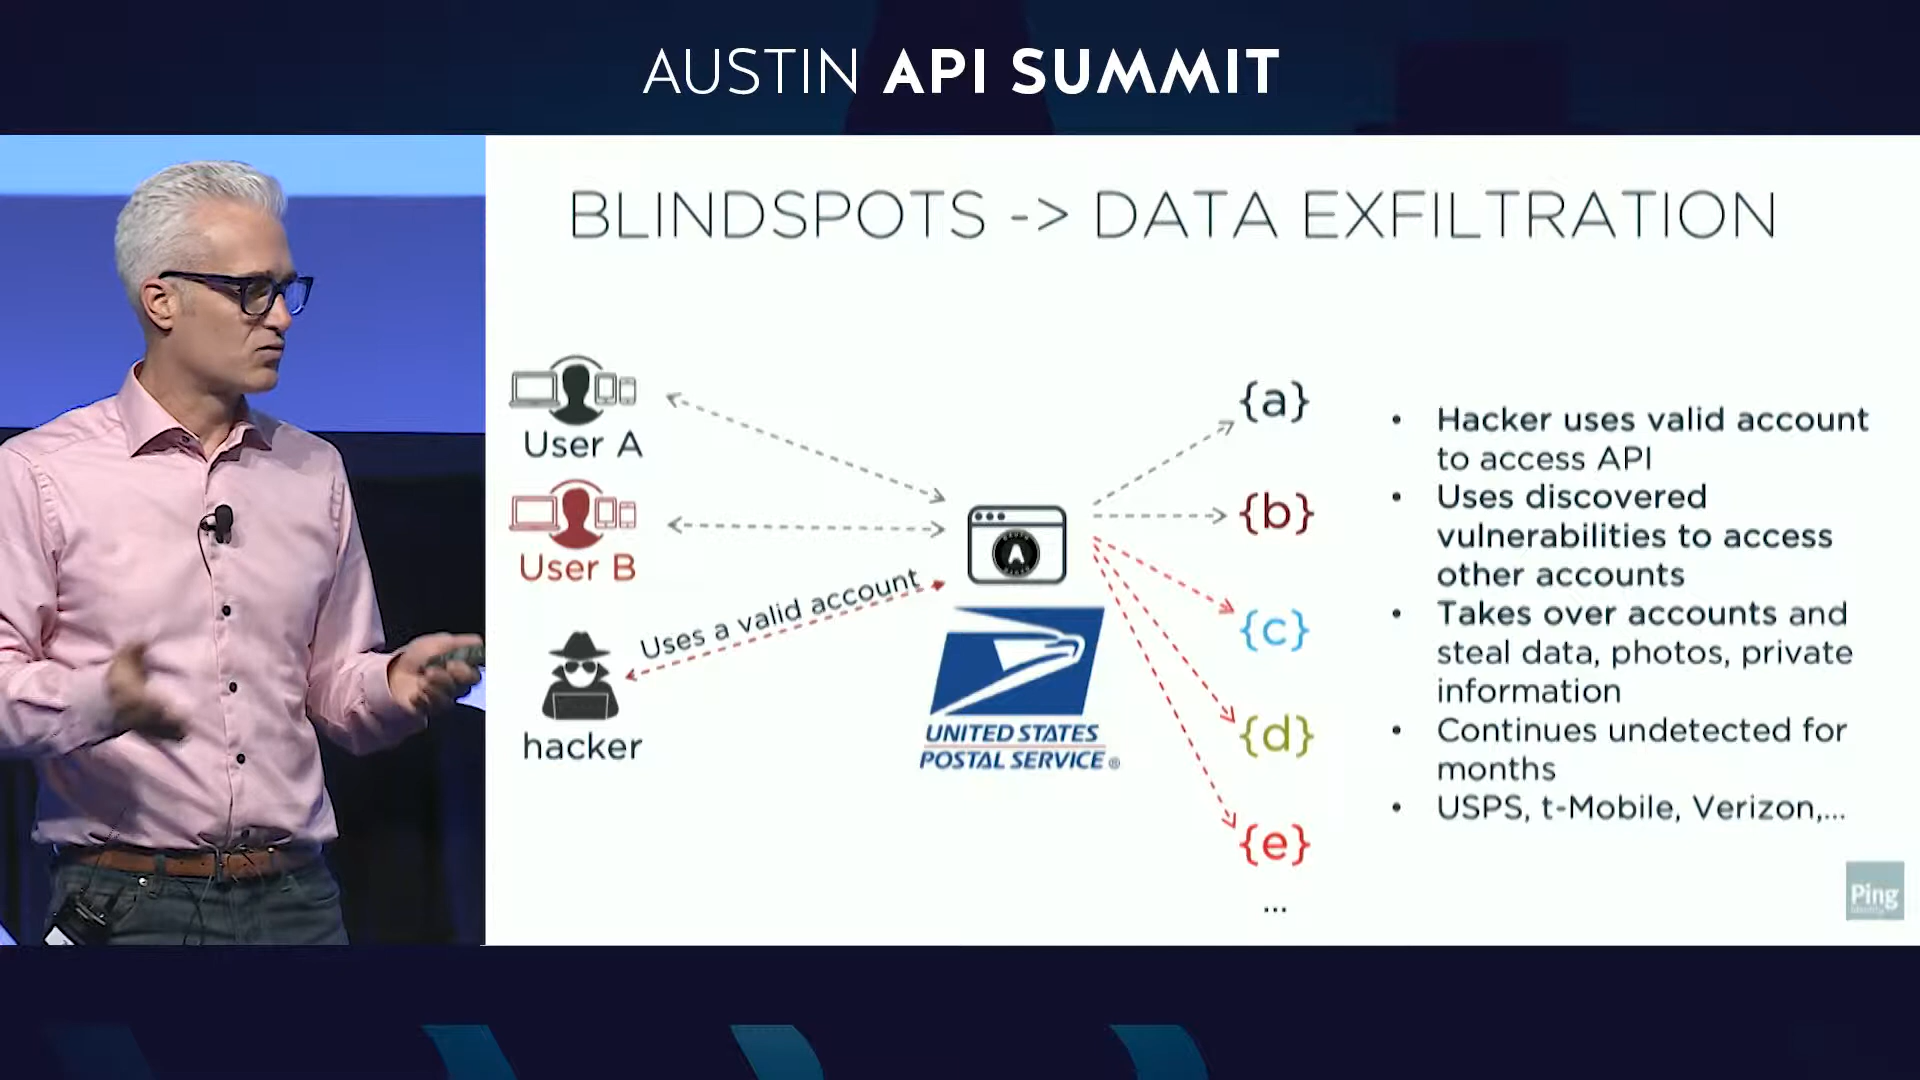 AUSTIN API SUMMIT
BLINDSPOTS -> DATA EXFILTRATION
User A
User B
hacker
Uses a valid account
A
UNITED STATES
POSTAL SERVICE®
{a}
{b}
{c}
{d}
{e}
...
• Hacker uses valid account
to access API
• Uses discovered
vulnerabilities to access
other accounts
• Takes over accounts and
steal data, photos, private
information
• Continues undetected for
months
• USPS, t-Mobile, Verizon,...
Ping